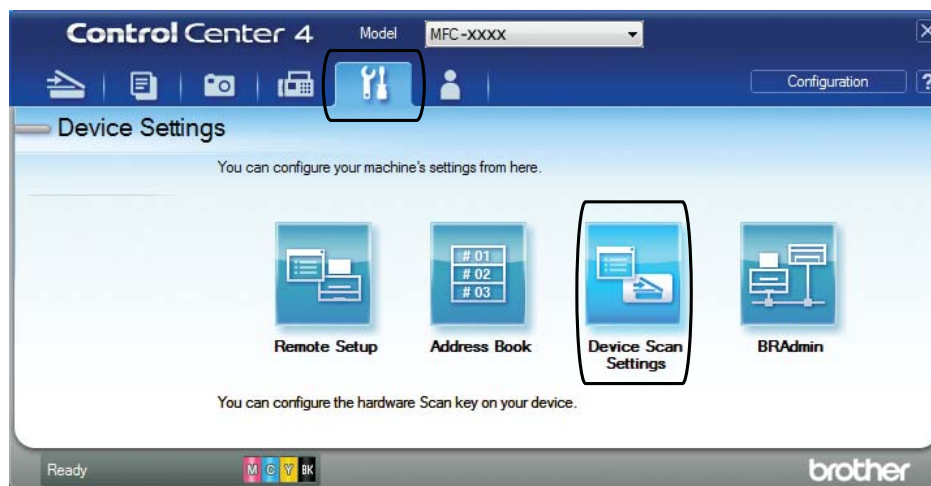 Control Center 4 Model MFC-XXXX
Configuration ?
Device Settings
You can configure your machine's settings from here.
# 01
# 02
# 03
Remote Setup Address Book Device Scan Settings BRAdmin
You can configure the hardware Scan key on your device.
Ready M C Y BK brother